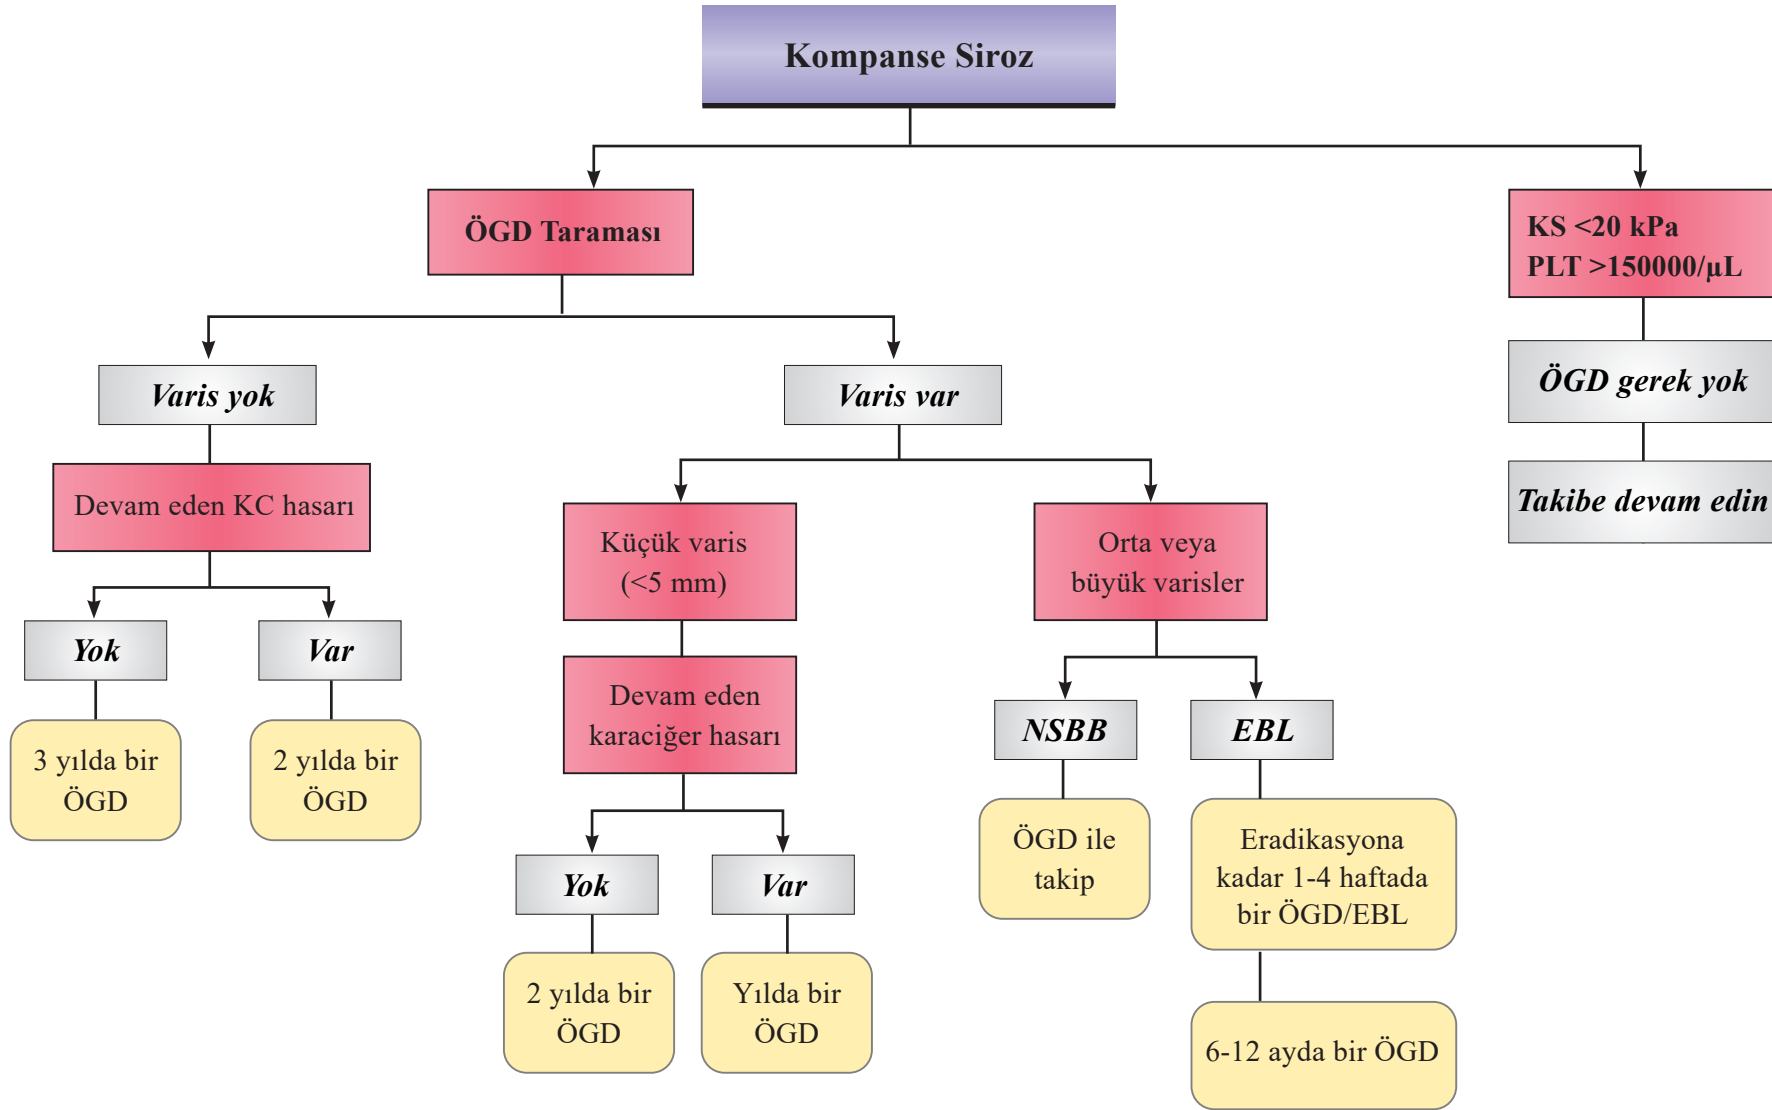 Kompanse Siroz
ÖGD Taraması
KS <20 kPa
PLT >150000/µL
Varis yok
Varis var
ÖGD gerek yok
Takibe devam edin
Devam eden KC hasarı
Küçük varis
(<5 mm)
Orta veya
büyük varisler
Yok
Var
Devam eden
karaciğer hasarı
NSBB
EBL
3 yılda bir
ÖGD
2 yılda bir
ÖGD
ÖGD ile
takip
Eradikasyona
kadar 1-4 haftada
bir ÖGD/EBL
Yok
Var
2 yılda bir
ÖGD
Yılda bir
ÖGD
6-12 ayda bir ÖGD